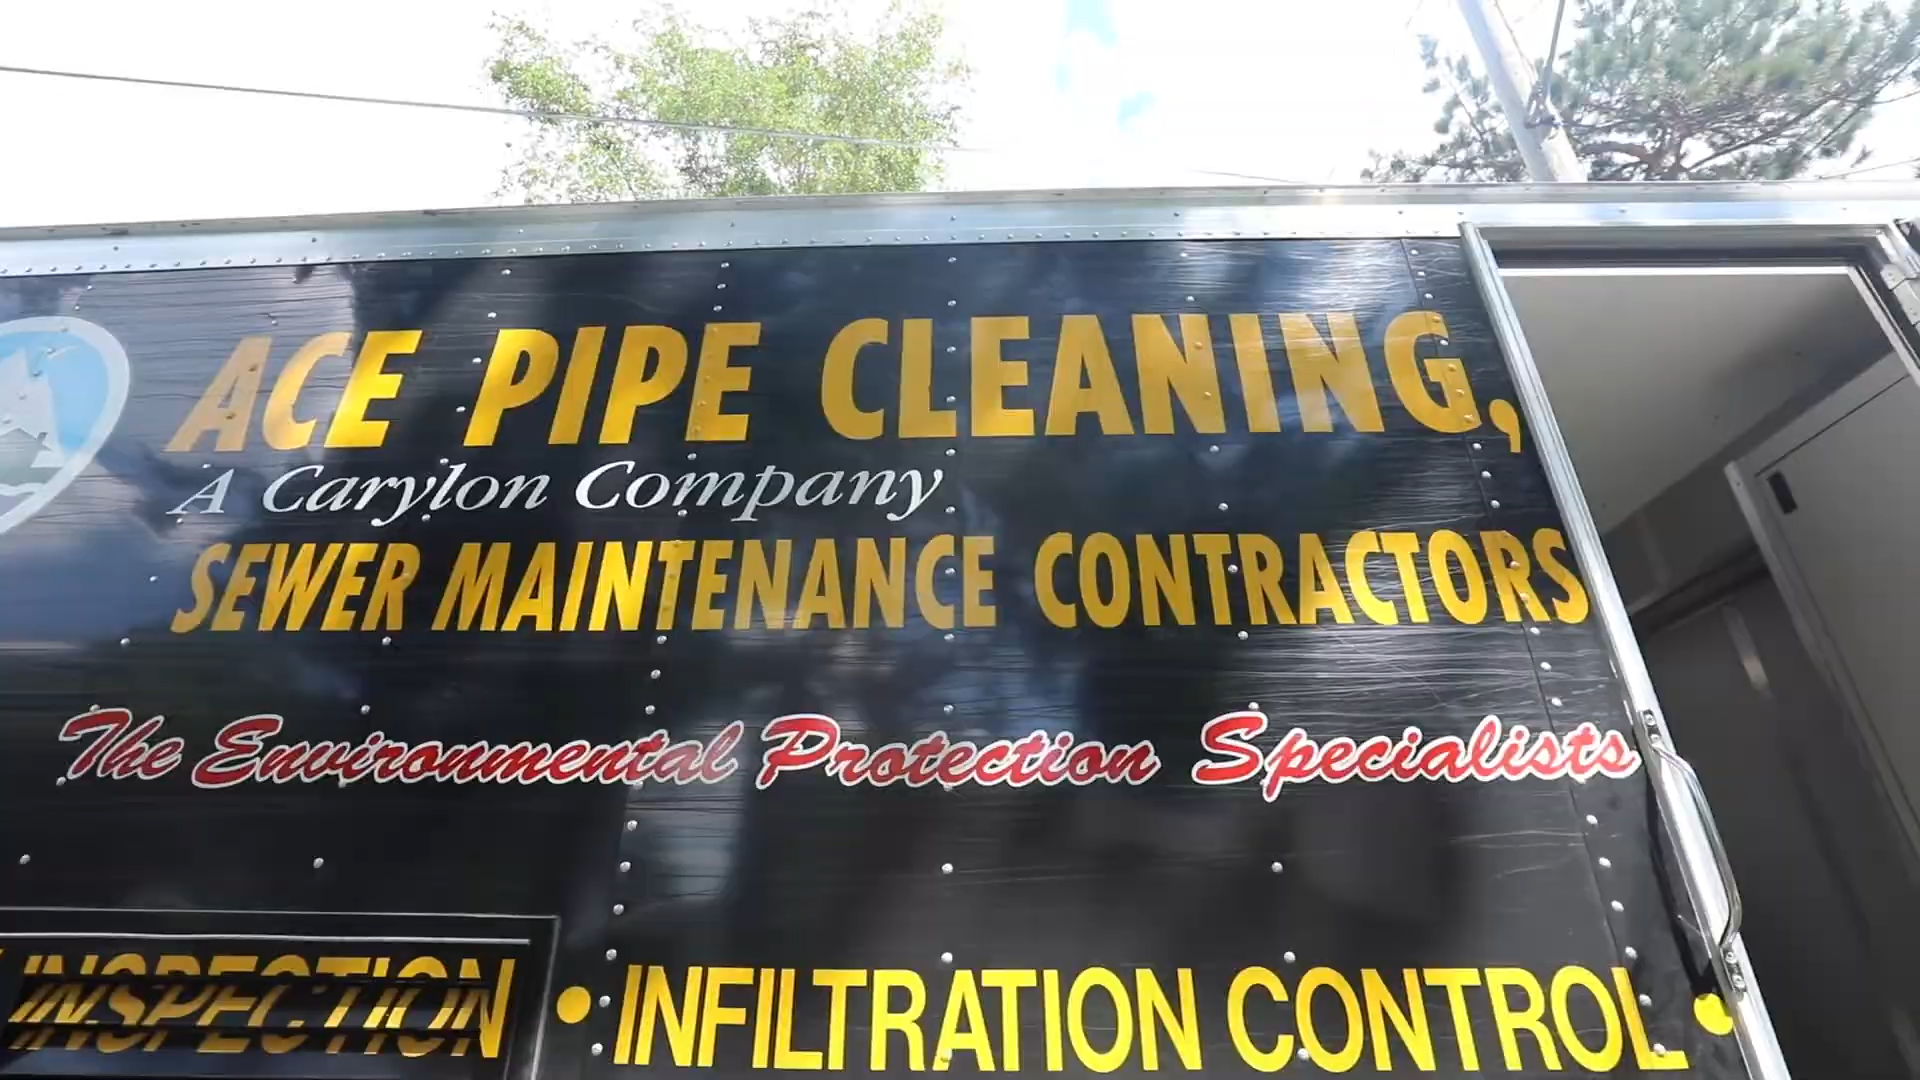 ACE PIPE CLEANING,
A Carylon Company
SEWER MAINTENANCE CONTRACTORS
The Environmental Protection Specialists
INSPECTION • INFILTRATION CONTROL •